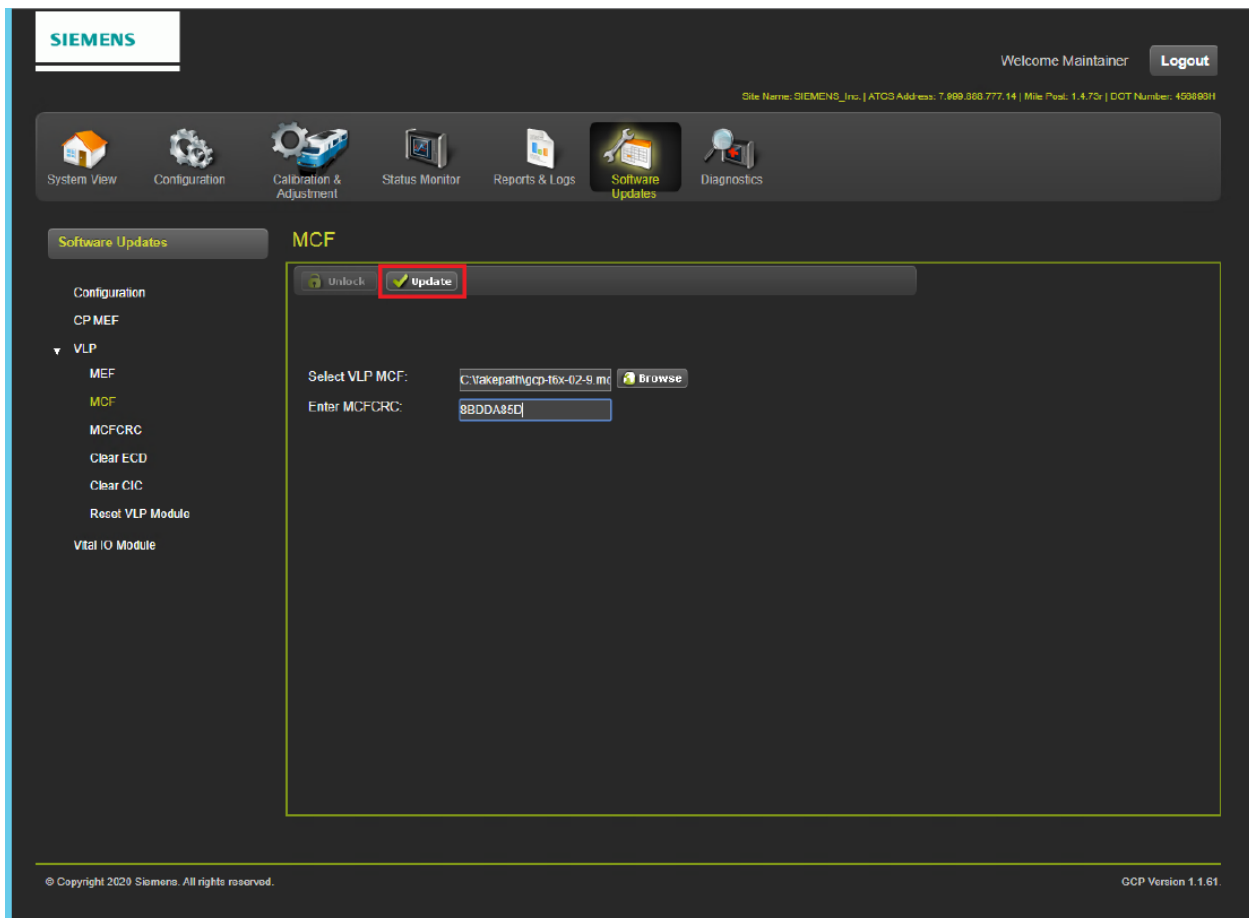 SIEMENS
Welcome Maintainer
Logout
Site Name: SIEMENS_Inc. | ATCS Address: 7.999.888.777.14 | Mile Post: 1.4.73r | DOT Number:
System View
Configuration
Calibration &
Adjustment
Status Monitor
Reports & Logs
Software
Updates
Diagnostics
Software Updates
MCF
Unlock
Update
Configuration
CP MEF
VLP
MEF
MCF
MCFCRC
Clear ECD
Clear CIC
Reset VLP Module
Vital IO Module
Select VLP MCF:
C:\fakepath\gcp-t6x-02-9.mc
Browse
Enter MCFCRC:
8BDDA85D
© Copyright 2020 Siemens. All rights reserved.
GCP Version 1.1.61.